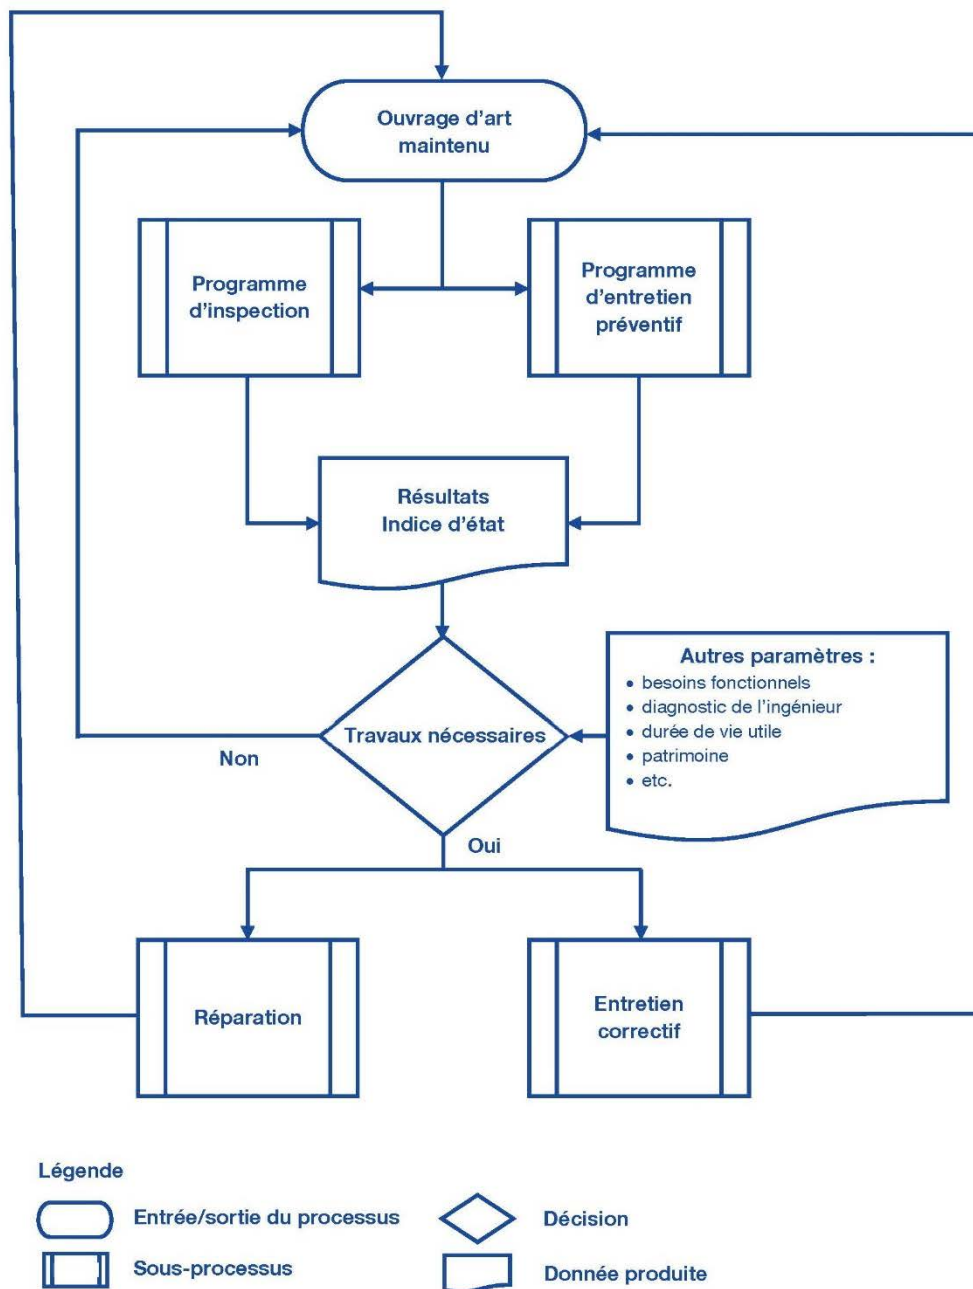 Ouvrage d'art
maintenu
Programme
d'inspection
Programme
d'entretien
préventif
Résultats
Indice d'état
Autres paramètres :
• besoins fonctionnels
• diagnostic de l'ingénieur
• durée de vie utile
• patrimoine
• etc.
Travaux nécessaires
Non
Oui
Réparation
Entretien
correctif
Légende
Entrée/sortie du processus
Décision
Sous-processus
Donnée produite